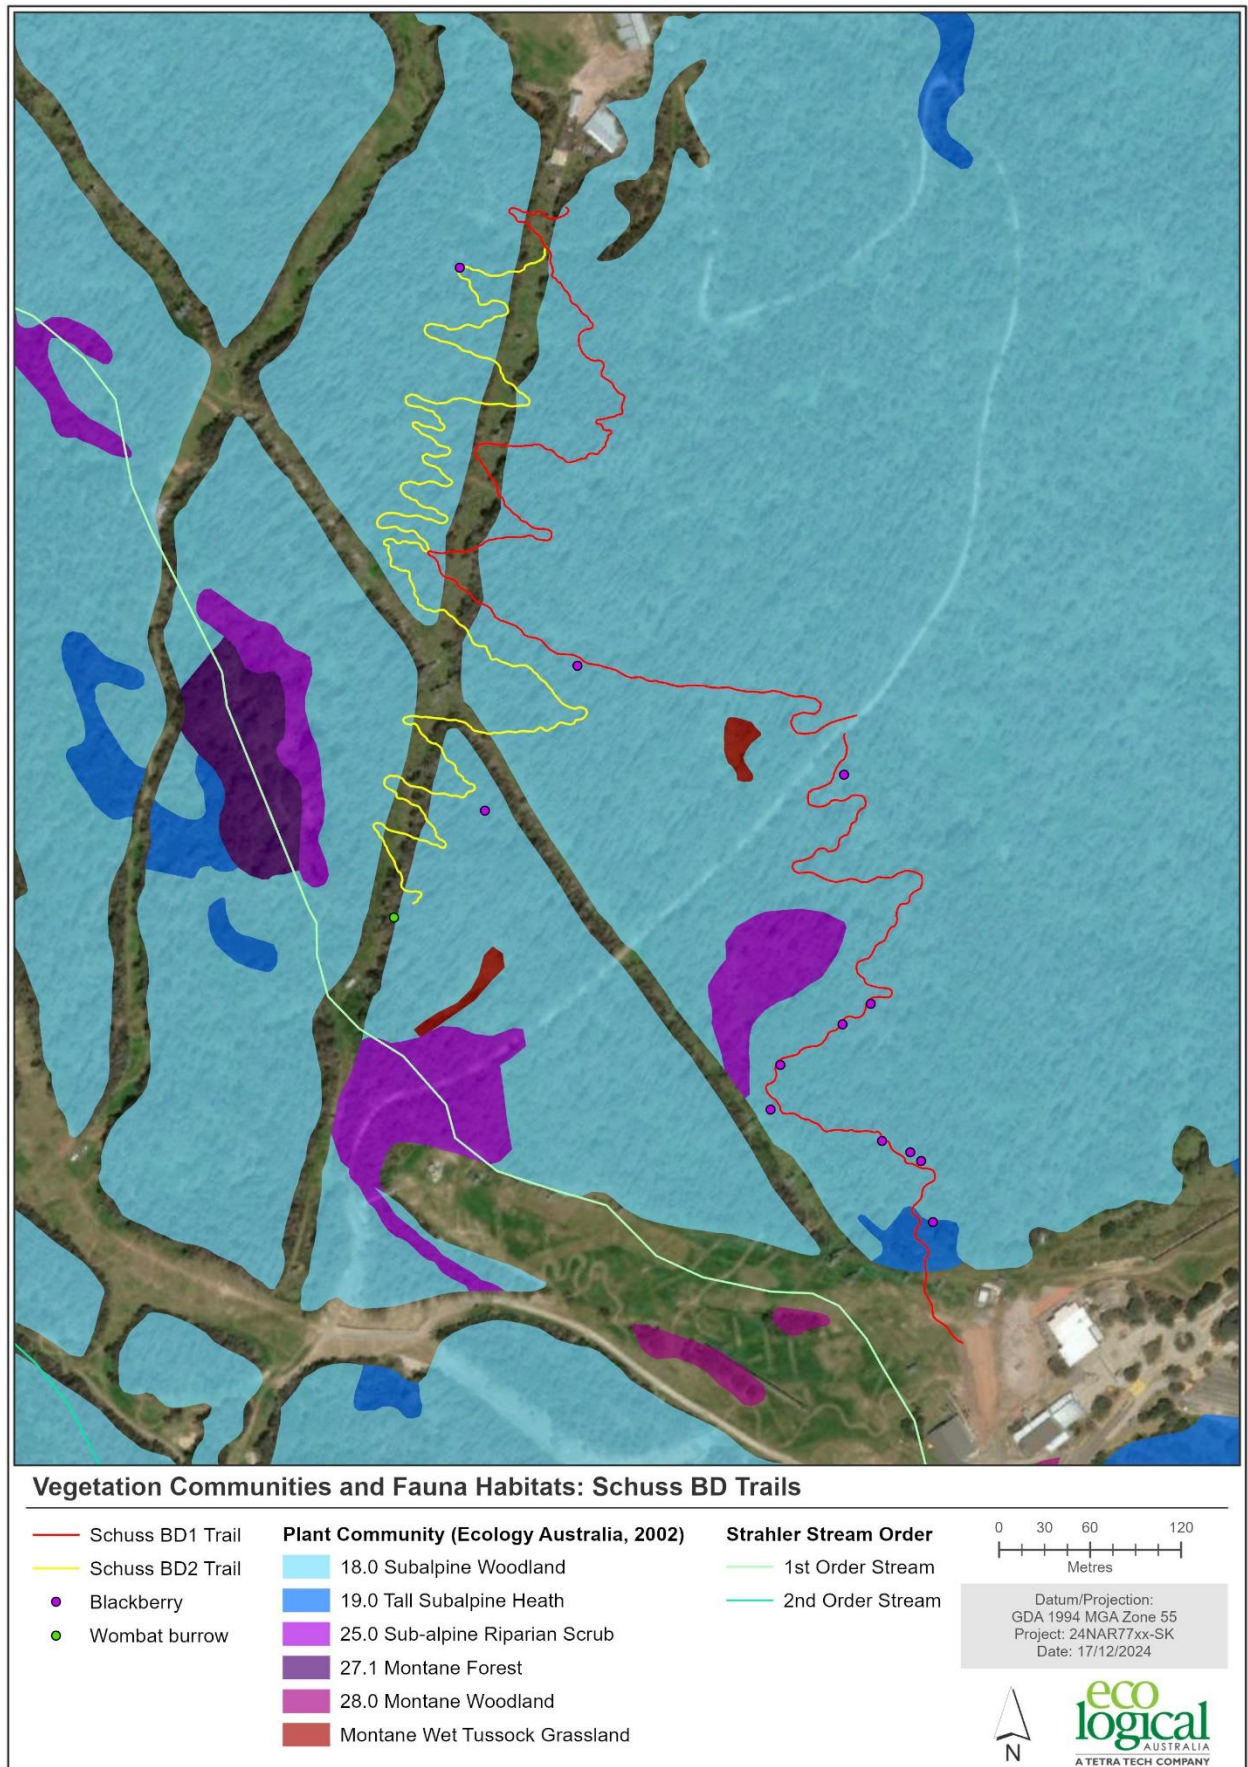 Vegetation Communities and Fauna Habitats: Schuss BD Trails
Schuss BD1 Trail
Schuss BD2 Trail
Blackberry
Wombat burrow
Plant Community (Ecology Australia, 2002)
18.0 Subalpine Woodland
19.0 Tall Subalpine Heath
25.0 Sub-alpine Riparian Scrub
27.1 Montane Forest
28.0 Montane Woodland
Montane Wet Tussock Grassland
Strahler Stream Order
1st Order Stream
2nd Order Stream
0 30 60 120
Metres
Datum/Projection:
GDA 1994 MGA Zone 55
Project: 24NAR77xx-SK
Date: 17/12/2024
N
eco
logical
AUSTRALIA
A TETRA TECH COMPANY